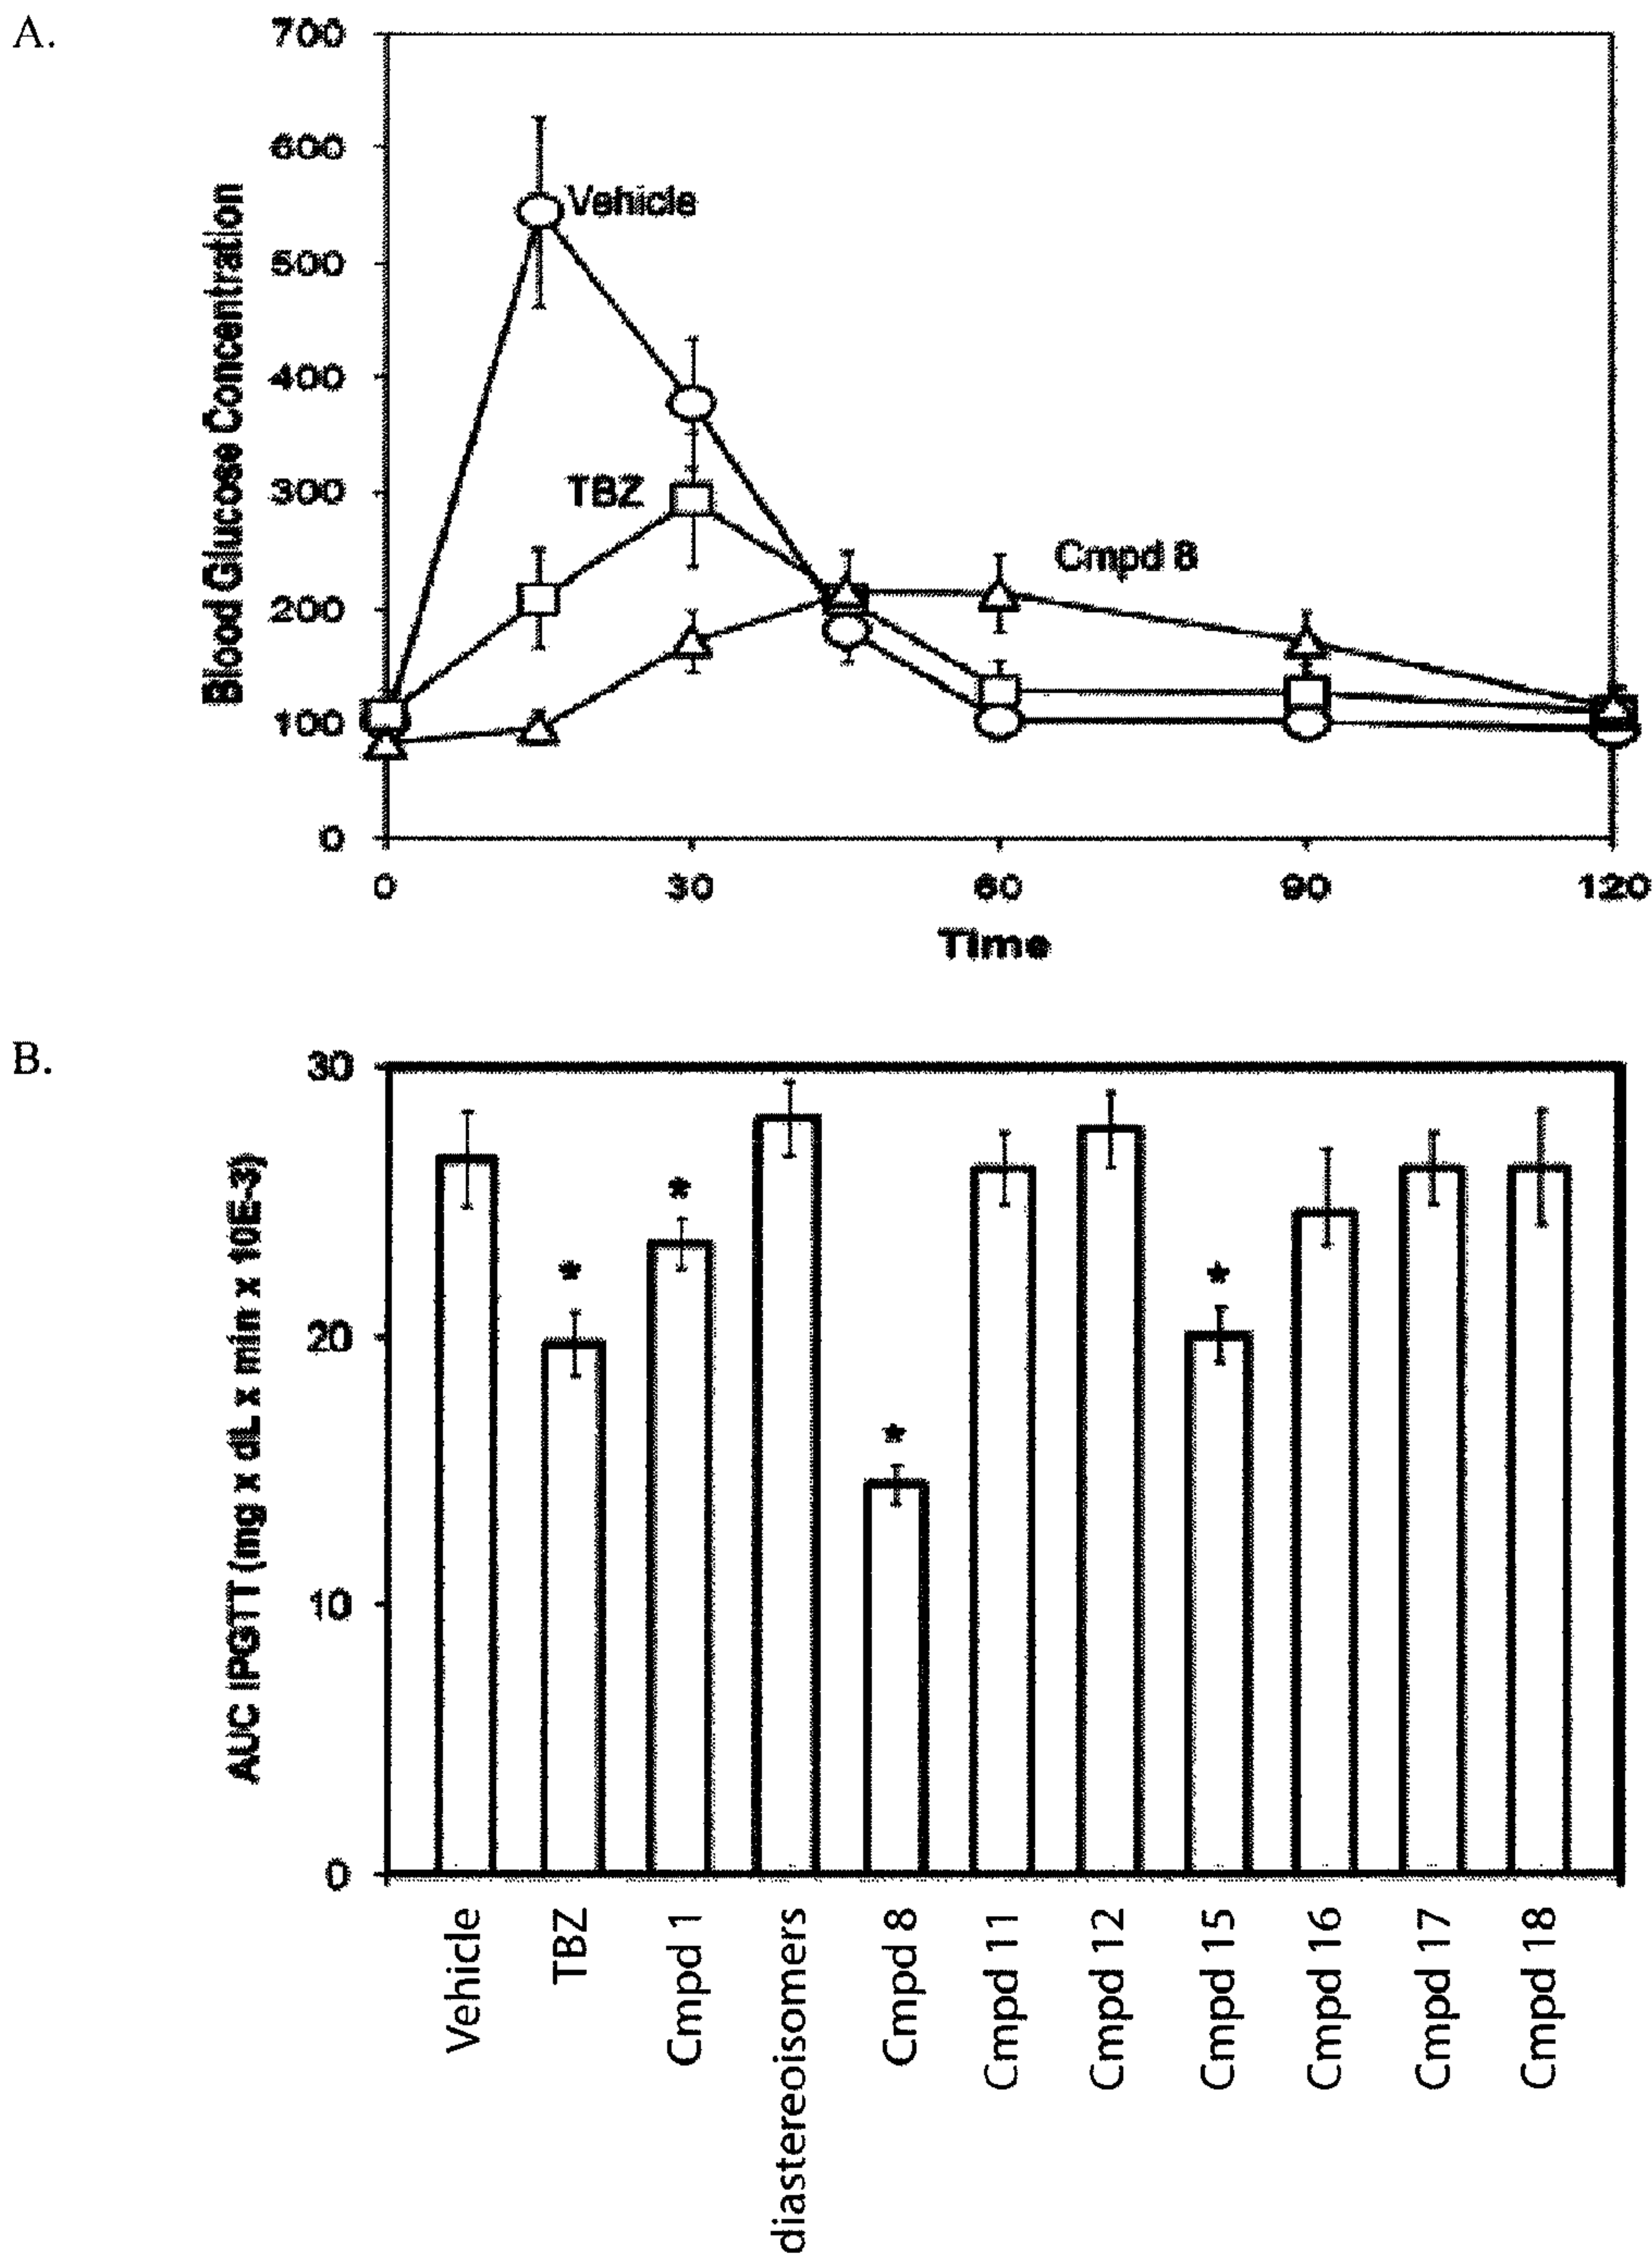 A.
700
600
500
400
300
200
100
0
Blood Glucose Concentration
Vehicle
TBZ
Cmpd 8
0 30 60 90 120
Time
B.
30
20
10
0
AUC IPGTT (mg x dL x min x 10E-3)
*
*
*
*
Vehicle
TBZ
Cmpd 1
diastereoisomers
Cmpd 8
Cmpd 11
Cmpd 12
Cmpd 15
Cmpd 16
Cmpd 17
Cmpd 18